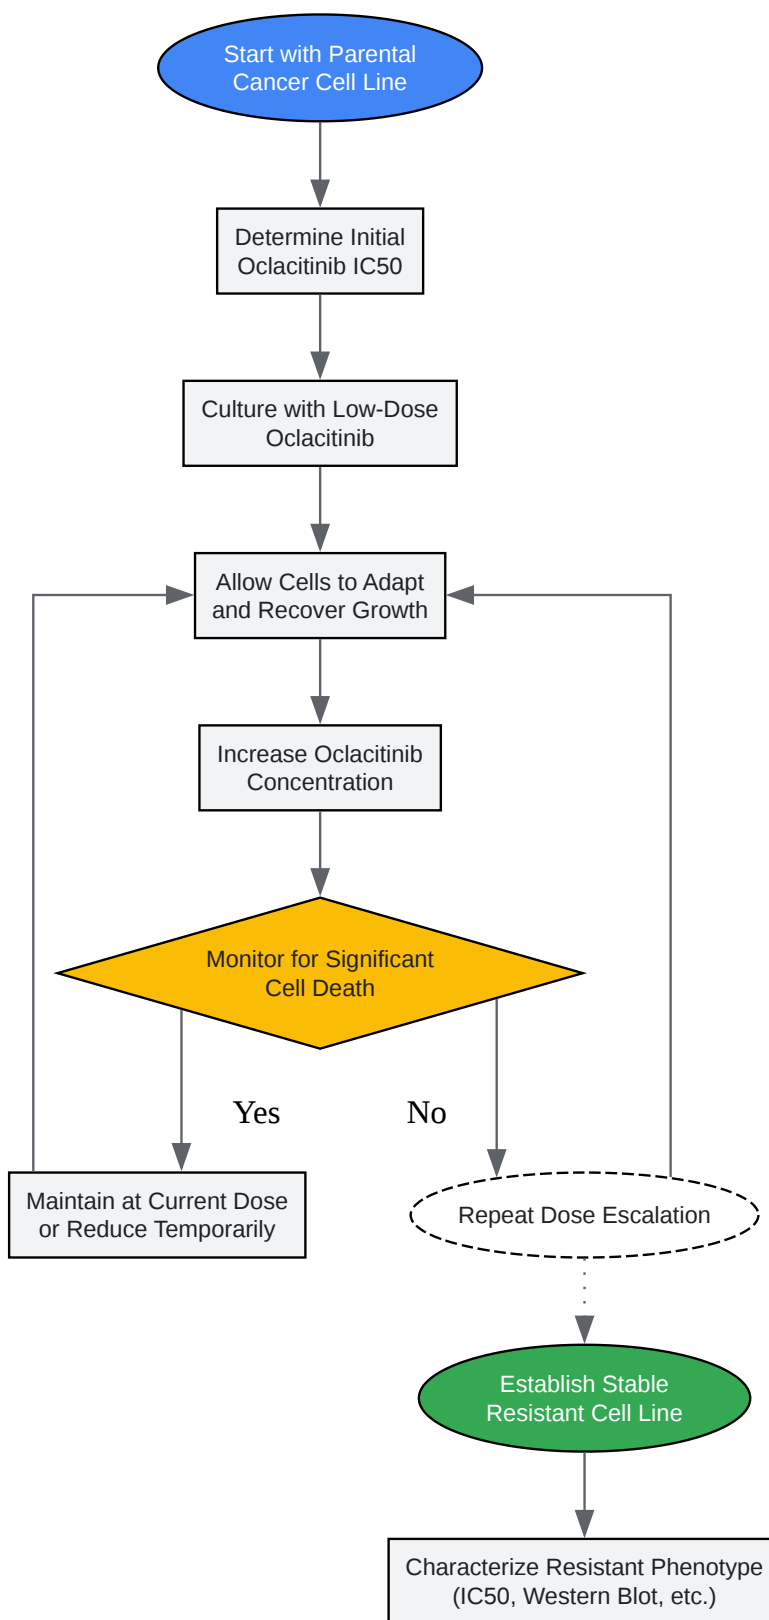 Start with Parental
Cancer Cell Line
Determine Initial
Oclacitinib IC50
Culture with Low-Dose
Oclacitinib
Allow Cells to Adapt
and Recover Growth
Increase Oclacitinib
Concentration
Monitor for Significant
Cell Death
Yes
No
Maintain at Current Dose
or Reduce Temporarily
Repeat Dose Escalation
Establish Stable
Resistant Cell Line
Characterize Resistant Phenotype
(IC50, Western Blot, etc.)